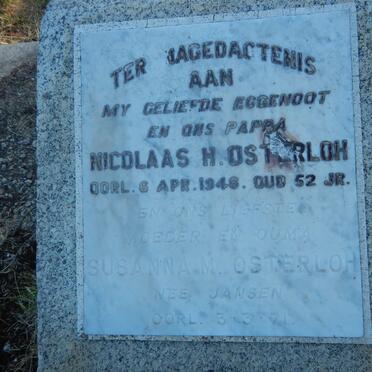 TER NAGEDACTENIS
AAN
MY GELIEFDE EGGENOOT
EN ONS PAPPA
NICOLAAS H. OSTERLOH
OORL. 6 APR. 1946. OUD 52 JR.
EN ONS LIEFSTE
MOEDER EN OUMA
SUSANNA M. OSTERLOH
NEE JANSEN
OORL. 3-3-71